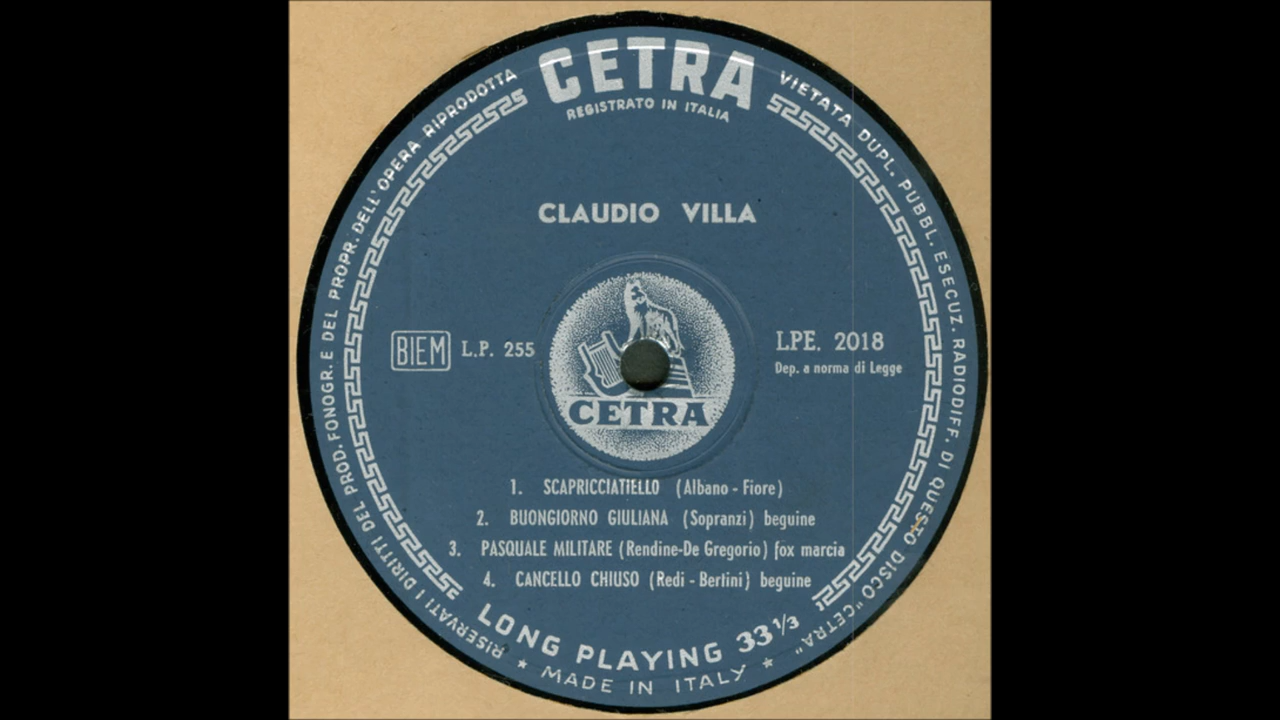 CETRA
REGISTRATO IN ITALIA
RISERVATI I DIRITTI DEL PROD. FONOGR. E DEL PROPR. DELL'OPERA RIPRODOTTA
VIETATA DUPL. PUBBL. ESECUZ. RADIODIFF. DI QUESTO DISCO "CETRA"
CLAUDIO VILLA
BIEM L.P. 255
LPE. 2018
Dep. a norma di Legge
CETRA
1. SCAPRICCIATIELLO (Albano - Fiore)
2. BUONGIORNO GIULIANA (Sopranzi) beguine
3. PASQUALE MILITARE (Rendine-De Gregorio) fox marcia
4. CANCELLO CHIUSO (Redi - Bertini) beguine
LONG PLAYING 33⅓
* MADE IN ITALY *